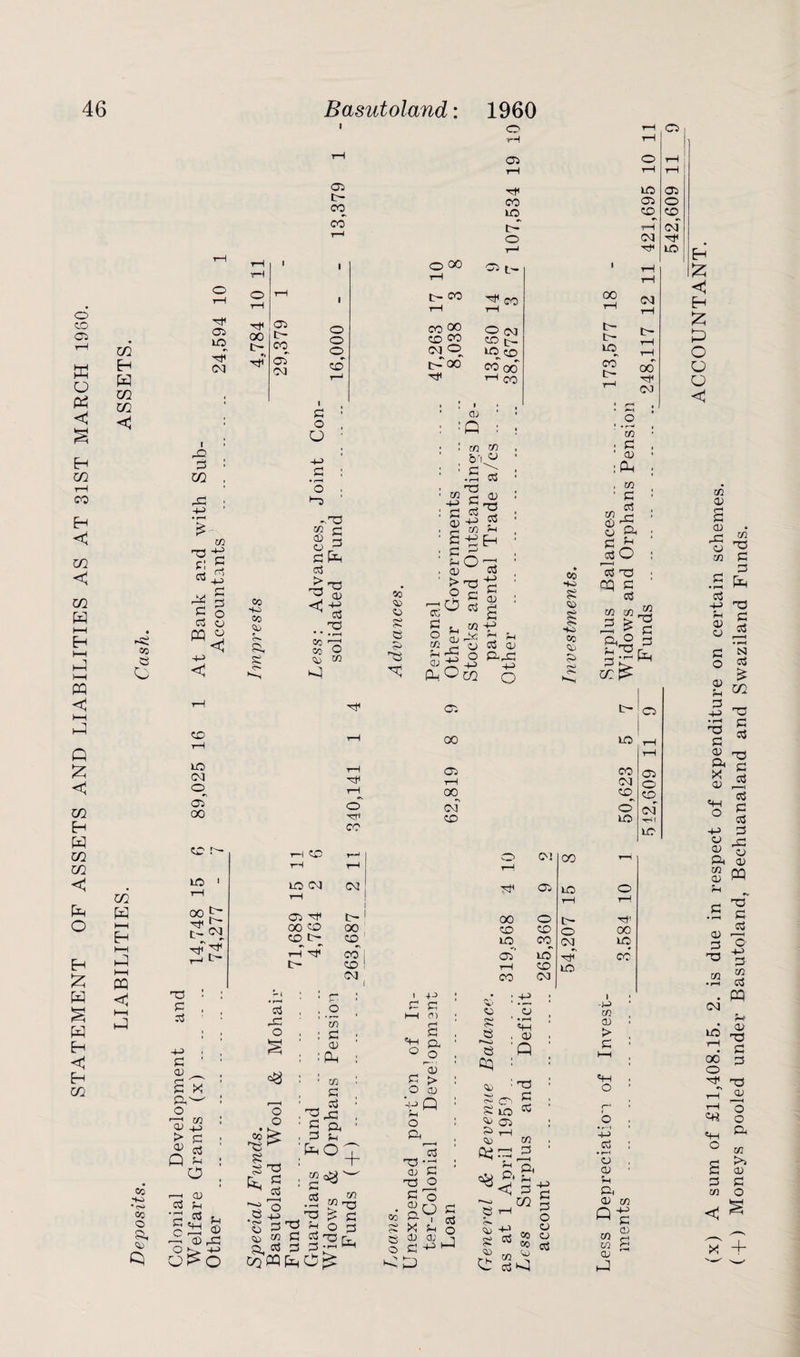 46 Basutoland: 1960
STATEMENT OF ASSETS AND LIABILITIES AS AT 31ST MARCH 1960.
LIABILITIES.
Deposits.
Colonial Development and
Welfare Grants (x) .. 14,748 15 6
Other .. 74,277 - 7 89,025 16 1
Special Funds.
Basutoland Wool & Mohair
Fund .. 71,689 15 11
Guardians Fund .. 4,764 2 6
Widows & Orphans Pension
Funds (+) .. 263,687 2 11 340,141 1 4
Loans.
Unexpended portion of In-
tercolonial Development
Loan 62,819 8 9
General & Revenue Balance.
as at 1 April 1959 .. 319,568 4 10
Less Surplus and Deficit
account .. 265,360 9 2
54,207 15 8
Less Depreciation of Invest-
ments 3,584 10 1 50,623 5 7
542,609 11 9
ASSETS.
Cash.
At Bank and with Sub-
Accountants .. 24,594 10 1
Imprests .. 4,784 10 11
29,379 1 -
Less: Advances, Joint Con-
solidated Fund .. 16,000 - - 13,379 1 -
Advances.
Personal .. 47,263 17 10
Other Governments .. 8,038 3 8
Stocks and Outstandings De-
partmental Trade a/cs .. 13,560 14 9
Other .. 38,672 3 7 107,534 19 10
Investments.
Surplus Balances .. 173,577 18 -
Widows and Orphans Pension
Funds .. 248,117 12 11 421,695 10 11
542,609 11 9
ACCOUNTANT.
(x) A sum of £11,408.15. 2. is due in respect of expenditure on certain schemes.
(+) Moneys pooled under Basutoland, Bechuanaland and Swaziland Funds.